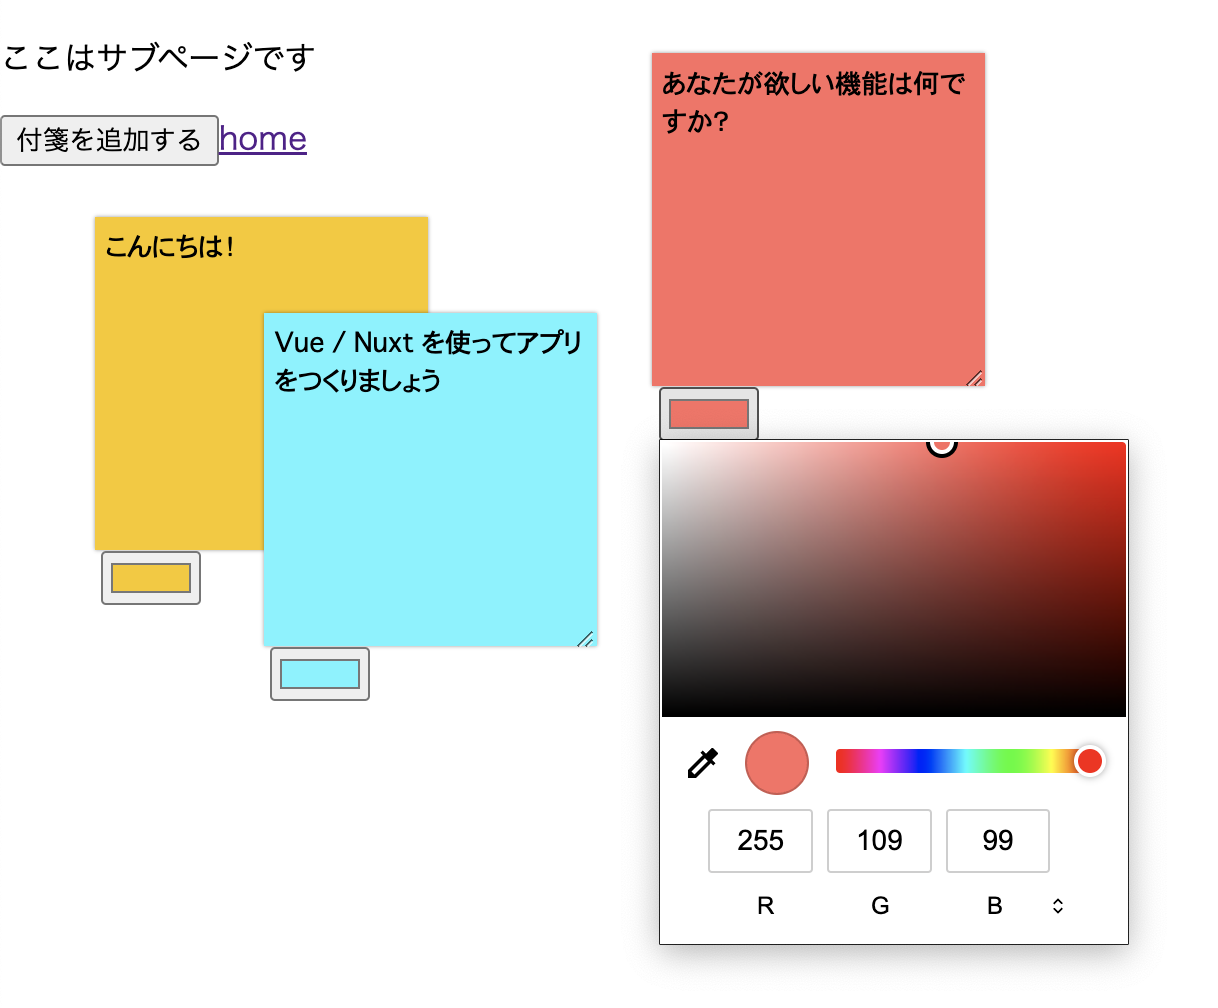 ここはサブページです
付箋を追加する home
こんにちは!
Vue / Nuxt を使ってアプリ
をつくりましょう
あなたが欲しい機能は何で
すか?
255 109 99
R G B